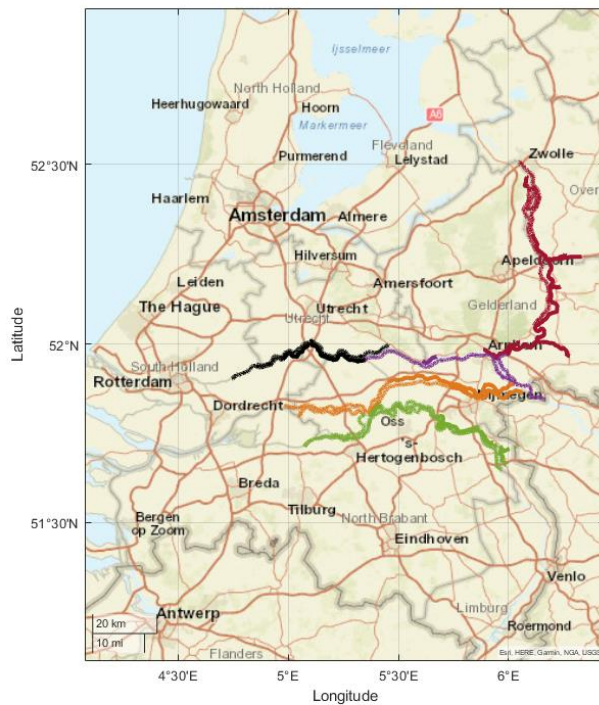 Ijsselmeer
North Holland
Heerhugowaard
Hoorn
A6
Markermeer
52°30'N
Purmerend
Flevoland
Lelystad
Zwolle
Haarlem
Over
Amsterdam
Almere
Hilversum
Apeldoorn
Leiden
Amersfoort
The Hague
Utrecht
Utrecht
Gelderland
52°N
Arnhem
South Holland
Rotterdam
Dordrecht
Nijmegen
Oss
's-
Hertogenbosch
Breda
Tilburg
51°30'N
Bergen
op Zoom
North Brabant
Eindhoven
Venlo
Antwerp
Limburg
20 km
10 mi
Roermond
Flanders
Esri, HERE, Garmin, NGA, USGS
4°30'E
5°E
5°30'E
6°E
Longitude
Latitude